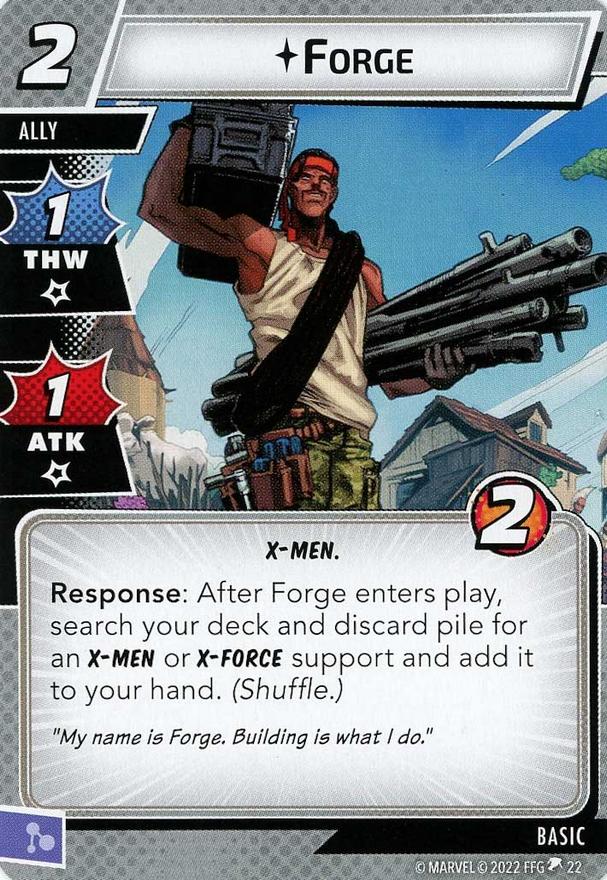 2
Forge
ALLY
1
THW
1
ATK
2
X-MEN.
Response: After Forge enters play,
search your deck and discard pile for
an X-MEN or X-FORCE support and add it
to your hand. (Shuffle.)
"My name is Forge. Building is what I do."
BASIC
© MARVEL © 2022 FFG 22